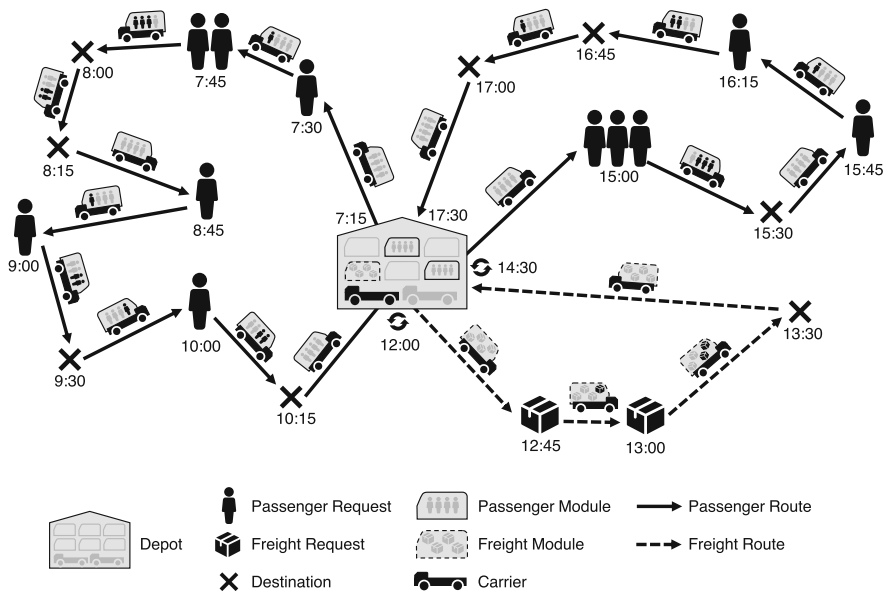 16:45
8:00
7:45
17:00
16:15
7:30
8:15
15:00
15:45
8:45
7:15
17:30
15:30
9:00
14:30
10:00
12:00
13:30
9:30
10:15
12:45
13:00
Passenger Request
Passenger Module
Passenger Route
Depot
Freight Request
Freight Module
Freight Route
Destination
Carrier